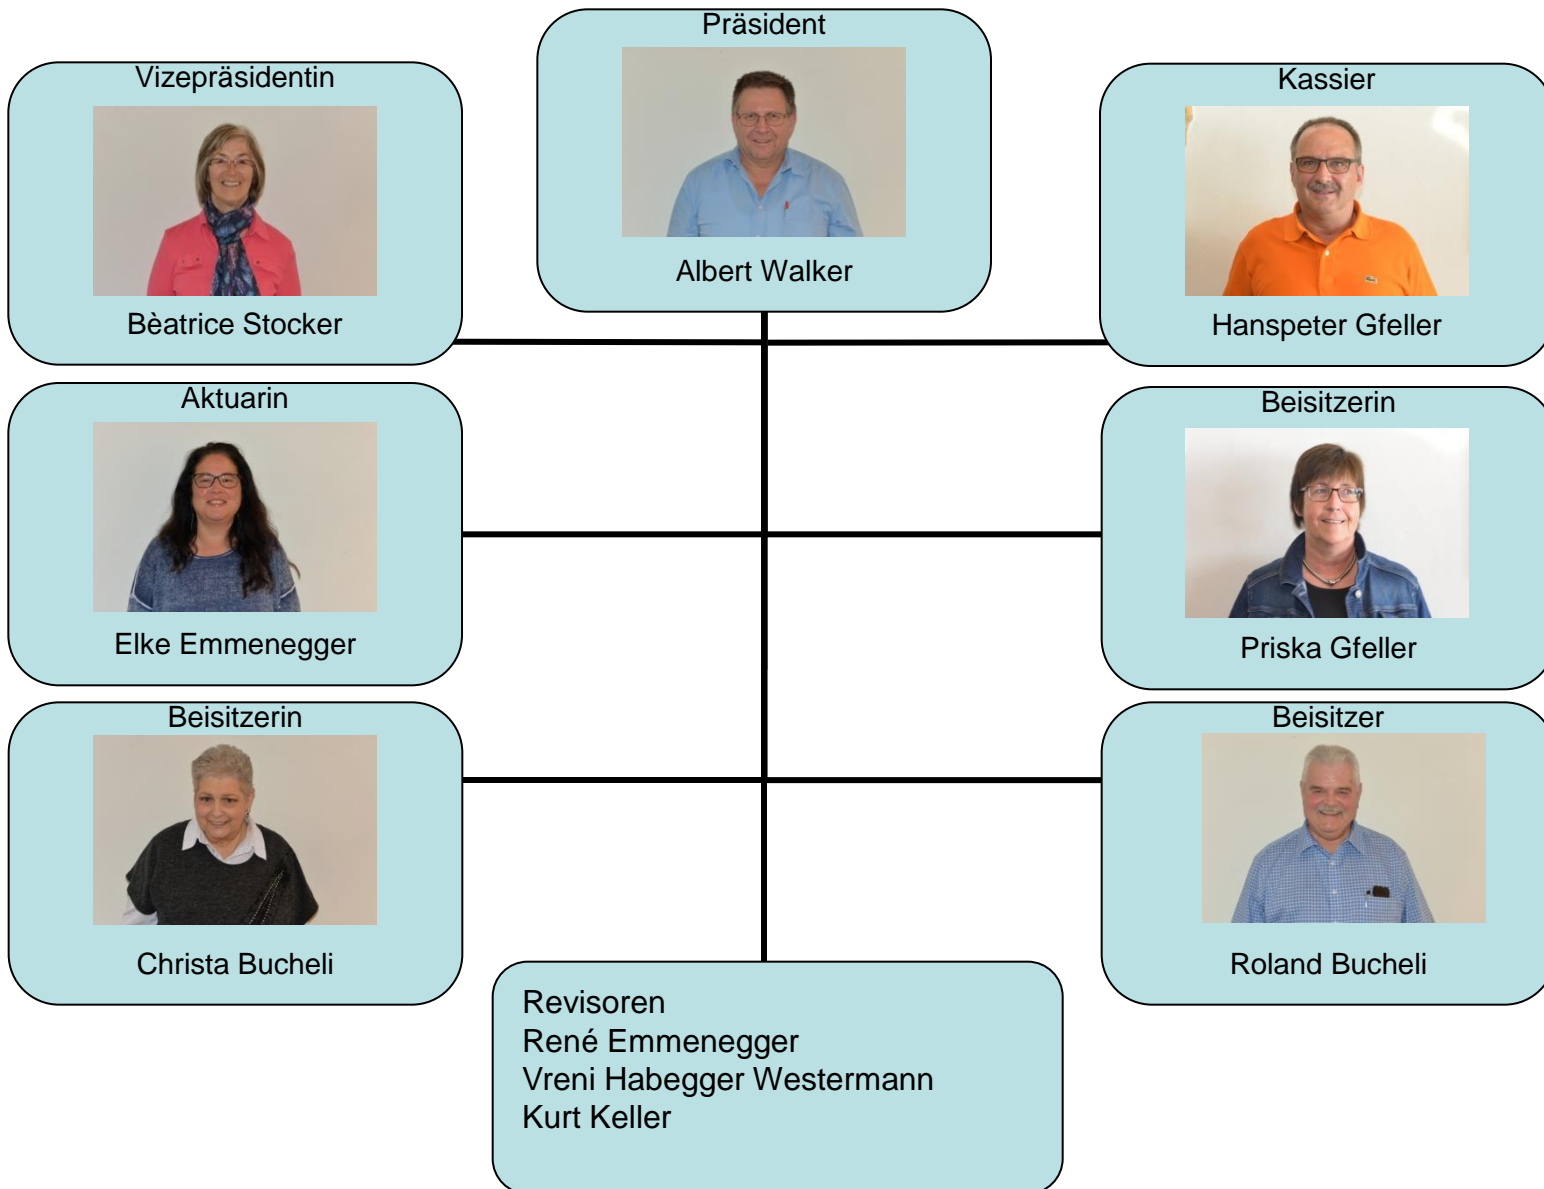 Präsident
Albert Walker
Vizepräsidentin
Bèatrice Stocker
Kassier
Hanspeter Gfeller
Aktuarin
Elke Emmenegger
Beisitzerin
Priska Gfeller
Beisitzerin
Christa Bucheli
Beisitzer
Roland Bucheli
Revisoren
René Emmenegger
Vreni Habegger Westermann
Kurt Keller